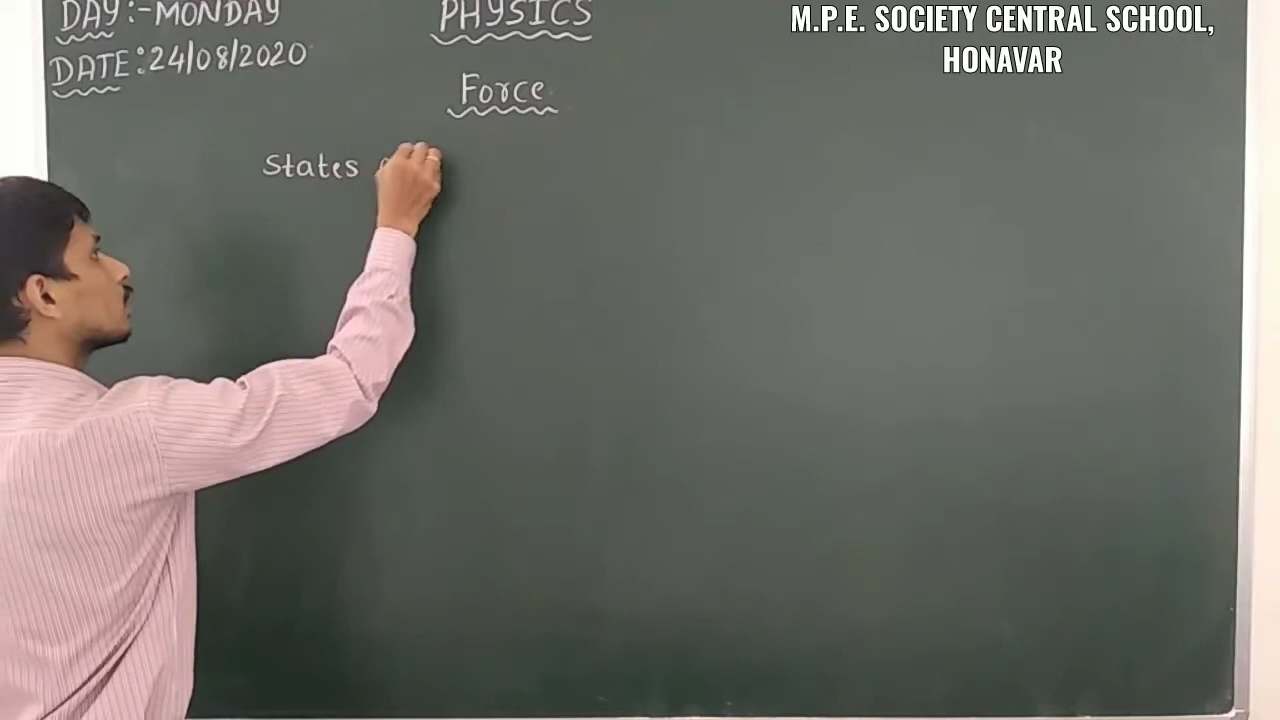 DAY:-MONDAY
DATE:24/08/2020
PHYSICS
Force
States
M.P.E. SOCIETY CENTRAL SCHOOL,
HONAVAR